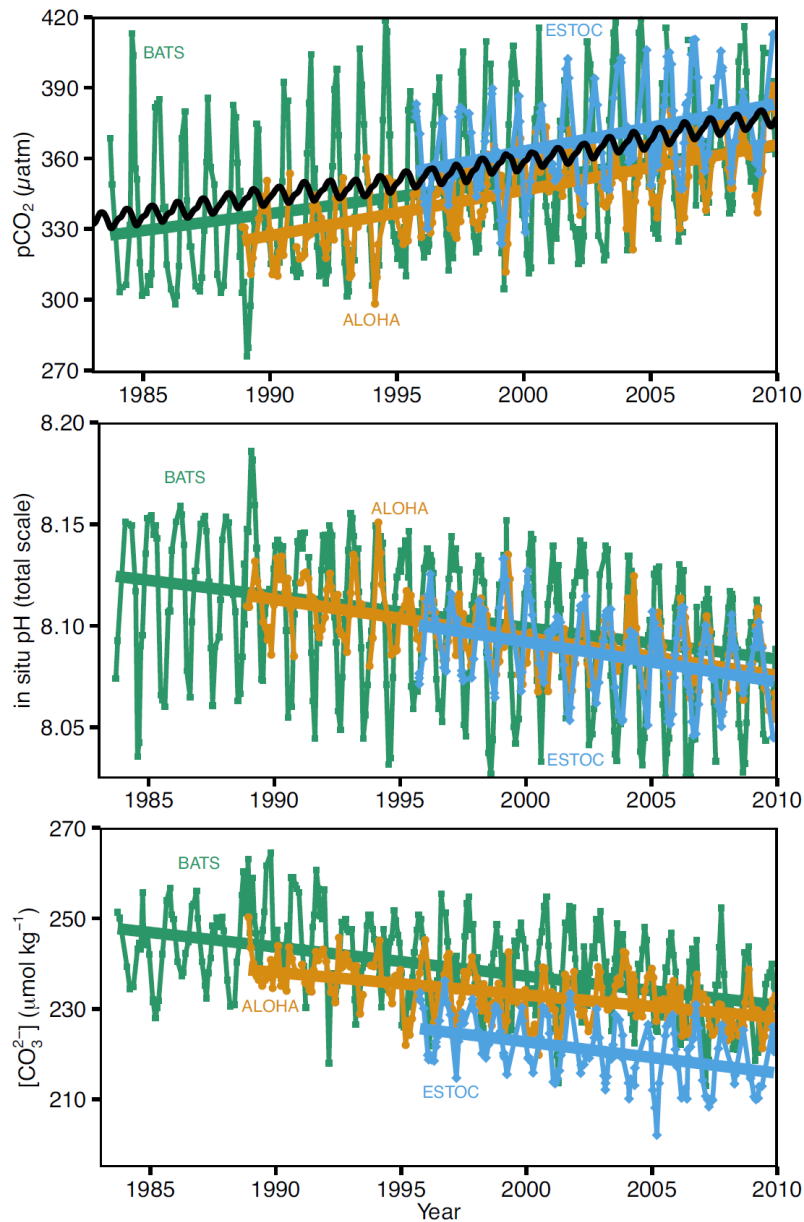 420
390
360
330
300
270
pCO₂ (µatm)
BATS
ESTOC
ALOHA
1985 1990 1995 2000 2005 2010
8.20
8.15
8.10
8.05
in situ pH (total scale)
BATS
ALOHA
ESTOC
1985 1990 1995 2000 2005 2010
270
250
230
210
[CO₃²⁻] (µmol kg⁻¹)
BATS
ALOHA
ESTOC
1985 1990 1995 2000 2005 2010
Year